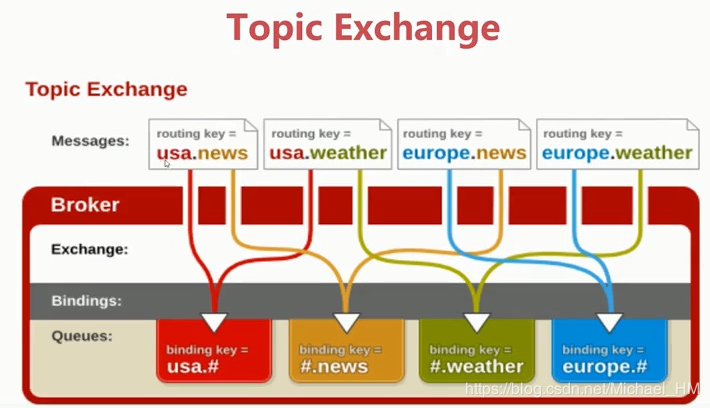 Topic Exchange
Topic Exchange
Messages:
routing key =
usa.news
routing key =
usa.weather
routing key =
europe.news
routing key =
europe.weather
Broker
Exchange:
Bindings:
Queues:
binding key =
usa.#
binding key =
#.news
binding key =
#.weather
binding key =
europe.#
https://blog.csdn.net/Michael_HM